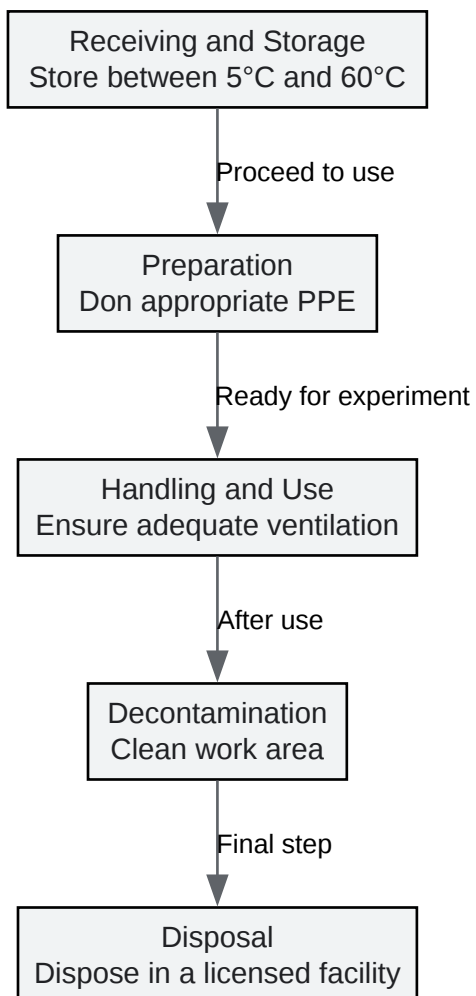 Receiving and Storage
Store between 5°C and 60°C
Proceed to use
Preparation
Don appropriate PPE
Ready for experiment
Handling and Use
Ensure adequate ventilation
After use
Decontamination
Clean work area
Final step
Disposal
Dispose in a licensed facility